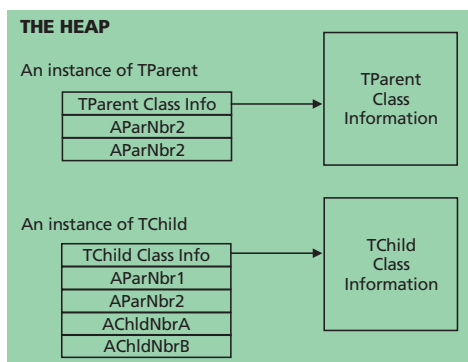 THE HEAP
An instance of TParent
TParent Class Info
AParNbr2
AParNbr2
TParent
Class
Information
An instance of TChild
TChild Class Info
AParNbr1
AParNbr2
AChldNbrA
AChldNbrB
TChild
Class
Information